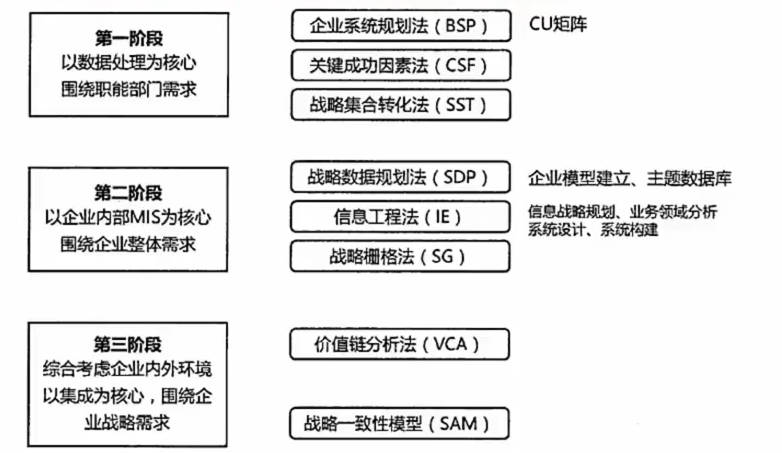 第一阶段
以数据处理为核心
围绕职能部门需求
企业系统规划法（BSP）
CU矩阵
关键成功因素法（CSF）
战略集合转化法（SST）
第二阶段
以企业内部MIS为核心
围绕企业整体需求
战略数据规划法（SDP）
企业模型建立、主题数据库
信息工程法（IE）
信息战略规划、业务领域分析
系统设计、系统构建
战略栅格法（SG）
第三阶段
综合考虑企业内外环境
以集成为核心，围绕企
业战略需求
价值链分析法（VCA）
战略一致性模型（SAM）